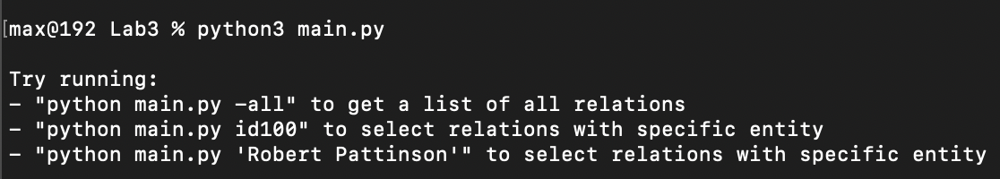 [max@192 Lab3 % python3 main.py
Try running:
- "python main.py -all" to get a list of all relations
- "python main.py id100" to select relations with specific entity
- "python main.py 'Robert Pattinson'" to select relations with specific entity